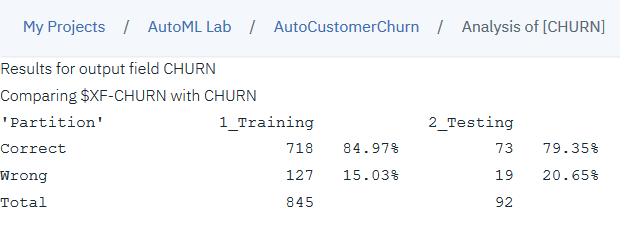 My Projects / AutoML Lab / AutoCustomerChurn / Analysis of [CHURN]
Results for output field CHURN
Comparing $XF-CHURN with CHURN
'Partition' 1_Training 2_Testing
Correct 718 84.97% 73 79.35%
Wrong 127 15.03% 19 20.65%
Total 845 92